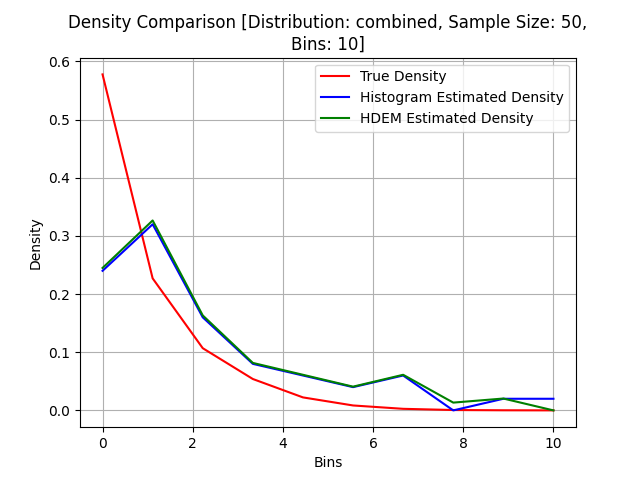 Density Comparison [Distribution: combined, Sample Size: 50,
Bins: 10]
True Density
Histogram Estimated Density
HDEM Estimated Density
Density
0.6
0.5
0.4
0.3
0.2
0.1
0.0
0 2 4 6 8 10
Bins